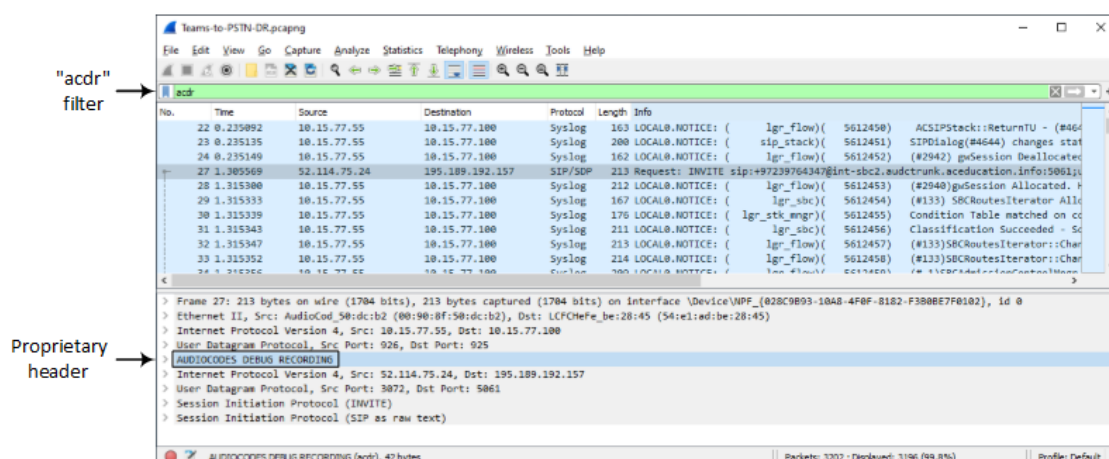 Teams-to-PSTN-DR.pcapng
File Edit View Go Capture Analyze Statistics Telephony Wireless Tools Help
"acdr"
filter
acdr
No. Time Source Destination Protocol Length Info
22 0.235092 10.15.77.55 10.15.77.100 Syslog 163 LOCAL0.NOTICE: ( lgr_flow)( 5612450) ACSIPStack::ReturnTU - (#464
23 0.235135 10.15.77.55 10.15.77.100 Syslog 200 LOCAL0.NOTICE: ( sip_stack)( 5612451) SIPDialog(#4644) changes stat
24 0.235149 10.15.77.55 10.15.77.100 Syslog 162 LOCAL0.NOTICE: ( lgr_flow)( 5612452) (#2942) gwSession Deallocated
27 1.305569 52.114.75.24 195.189.192.157 SIP/SDP 213 Request: INVITE sip:+97239764347@int-sbc2.audctrunk.aceducation.info:5061;u
28 1.315300 10.15.77.55 10.15.77.100 Syslog 212 LOCAL0.NOTICE: ( lgr_flow)( 5612453) (#2940)gwSession Allocated. H
29 1.315333 10.15.77.55 10.15.77.100 Syslog 167 LOCAL0.NOTICE: ( lgr_sbc)( 5612454) (#133) SBCRoutesIterator Allo
30 1.315339 10.15.77.55 10.15.77.100 Syslog 176 LOCAL0.NOTICE: ( lgr_stk_mngr)( 5612455) Condition Table matched on co
31 1.315343 10.15.77.55 10.15.77.100 Syslog 211 LOCAL0.NOTICE: ( lgr_sbc)( 5612456) Classification Succeeded - So
32 1.315347 10.15.77.55 10.15.77.100 Syslog 213 LOCAL0.NOTICE: ( lgr_flow)( 5612457) (#133)SBCRoutesIterator::Chan
33 1.315352 10.15.77.55 10.15.77.100 Syslog 214 LOCAL0.NOTICE: ( lgr_flow)( 5612458) (#133)SBCRoutesIterator::Chan
Frame 27: 213 bytes on wire (1704 bits), 213 bytes captured (1704 bits) on interface \Device\NPF_{028C9B93-10A8-4F0F-8182-F3B0BE7F0102}, id 0
Ethernet II, Src: AudioCod_50:dc:b2 (00:90:8f:50:dc:b2), Dst: LCFCHeFe_be:28:45 (54:e1:ad:be:28:45)
Internet Protocol Version 4, Src: 10.15.77.55, Dst: 10.15.77.100
User Datagram Protocol, Src Port: 926, Dst Port: 925
Proprietary
header
AUDIOCODES DEBUG RECORDING
Internet Protocol Version 4, Src: 52.114.75.24, Dst: 195.189.192.157
User Datagram Protocol, Src Port: 3072, Dst Port: 5061
Session Initiation Protocol (INVITE)
Session Initiation Protocol (SIP as raw text)
AUDIOCODES DEBUG RECORDING (acdr), 42 bytes
Packets: 3202 · Displayed: 3196 (99.8%)
Profile: Default